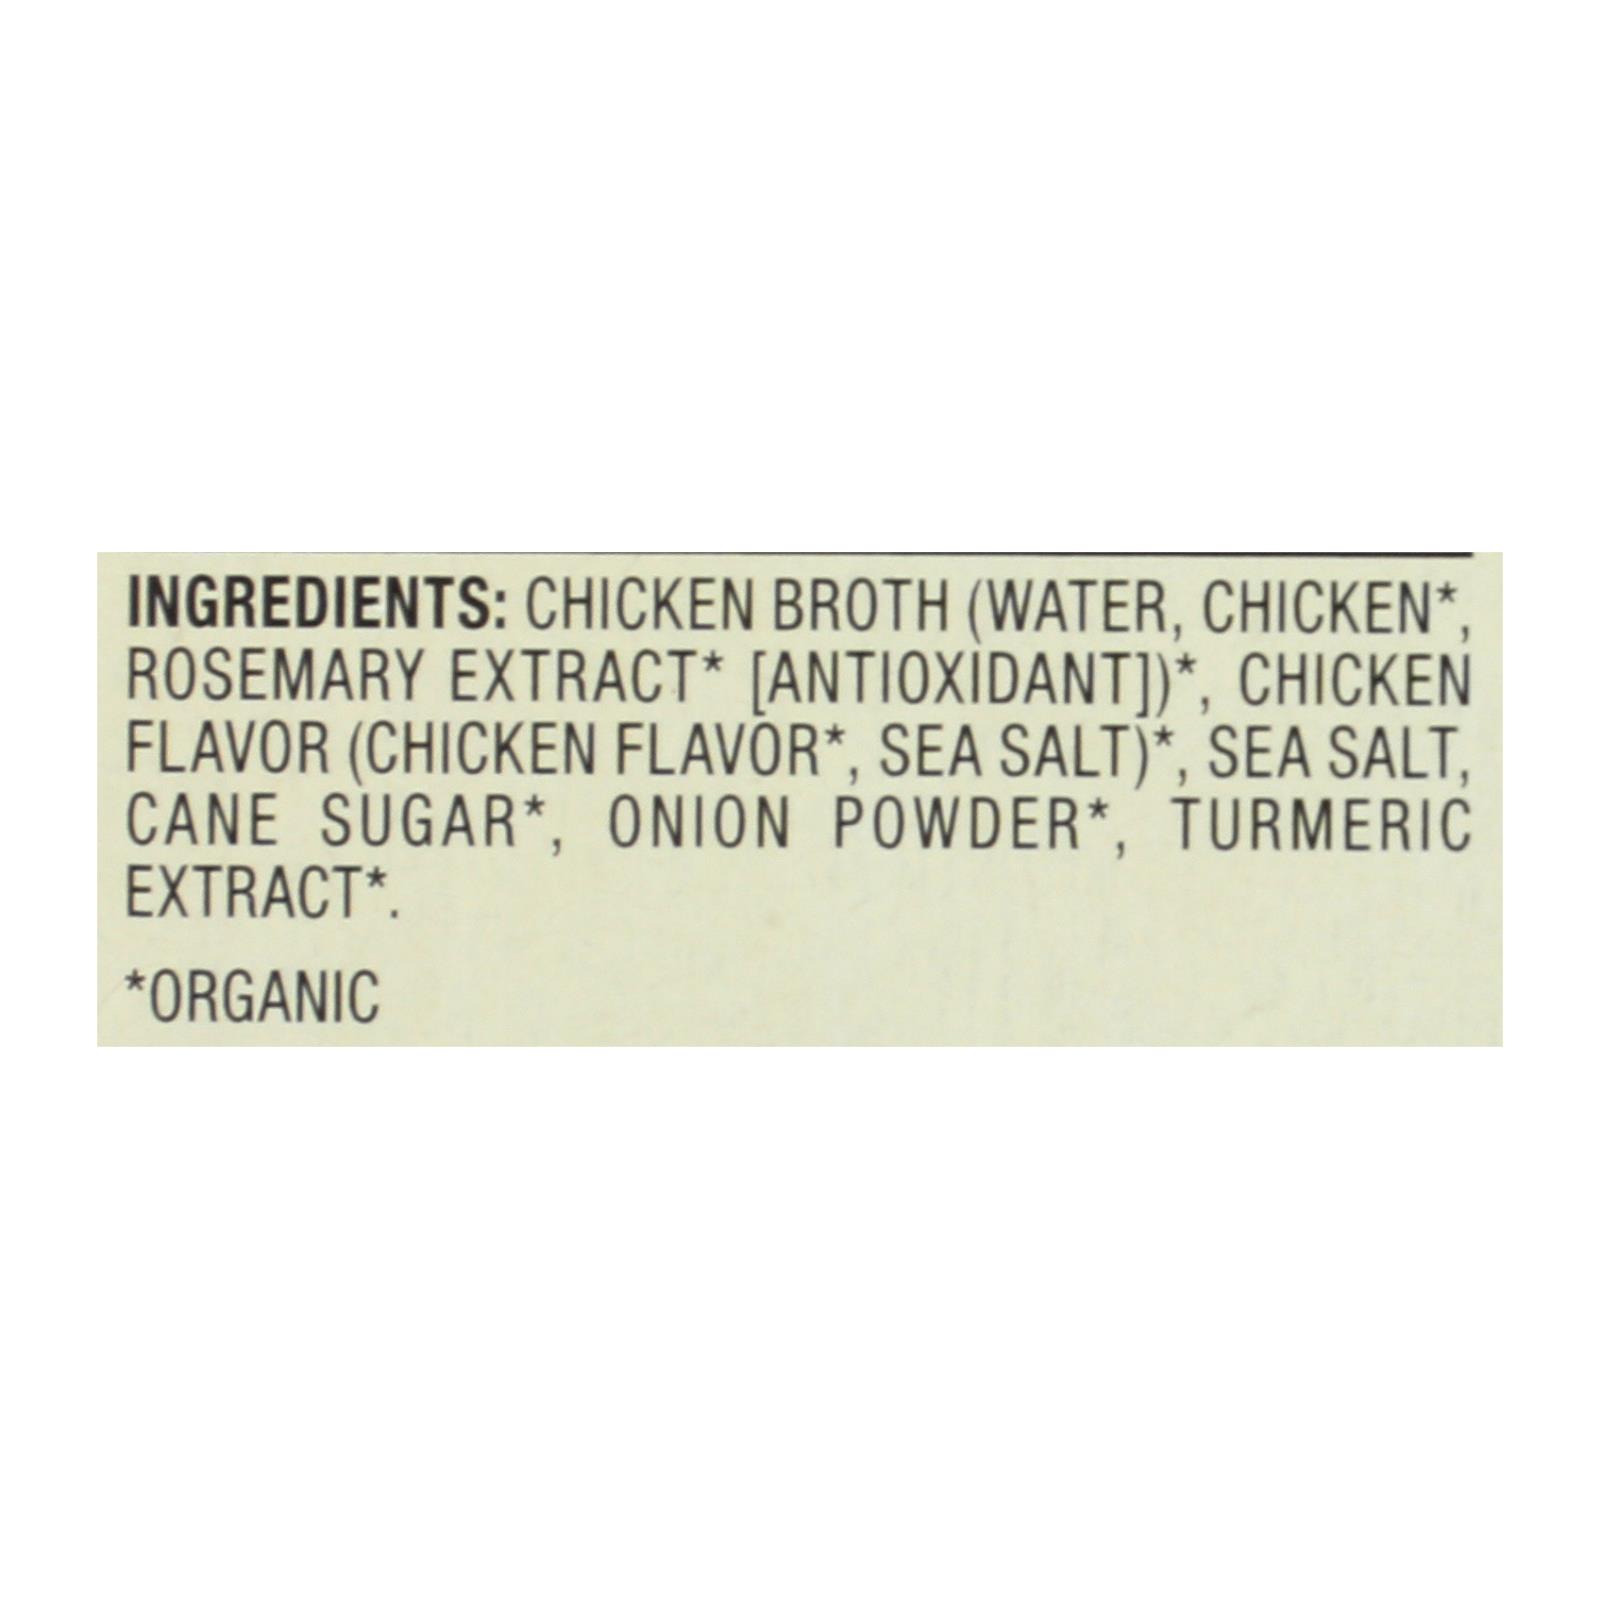 INGREDIENTS: CHICKEN BROTH (WATER, CHICKEN*,
ROSEMARY EXTRACT* [ANTIOXIDANT])*, CHICKEN
FLAVOR (CHICKEN FLAVOR*, SEA SALT)*, SEA SALT,
CANE SUGAR*, ONION POWDER*, TURMERIC
EXTRACT*.
*ORGANIC